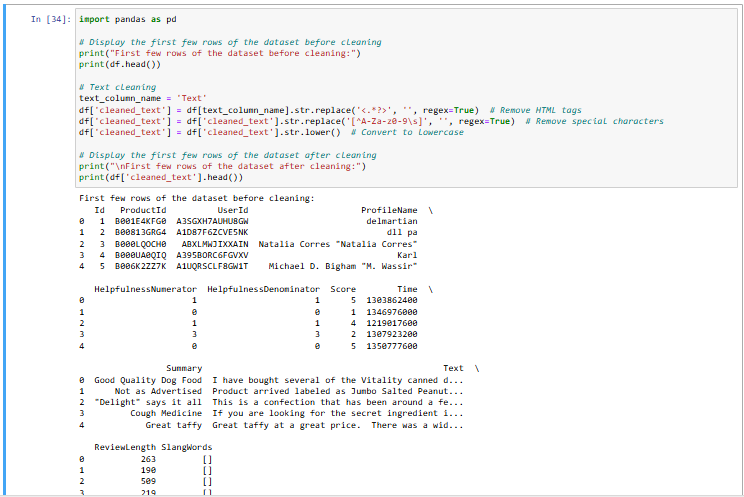 In [34]: import pandas as pd
# Display the first few rows of the dataset before cleaning
print("First few rows of the dataset before cleaning:")
print(df.head())
# Text cleaning
text_column_name = 'Text'
df['cleaned_text'] = df[text_column_name].str.replace('<.*?>', '', regex=True)  # Remove HTML tags
df['cleaned_text'] = df['cleaned_text'].str.replace('[^A-Za-z0-9\s]', '', regex=True)  # Remove special characters
df['cleaned_text'] = df['cleaned_text'].str.lower()  # Convert to lowercase
# Display the first few rows of the dataset after cleaning
print("\nFirst few rows of the dataset after cleaning:")
print(df['cleaned_text'].head())
First few rows of the dataset before cleaning:
Id ProductId UserId ProfileName \
0 1 B001E4KFG0 A3SGXH7AUHU8GW delmartian
1 2 B00813GRG4 A1D87F6ZCVE5NK dll pa
2 3 B000LQOCH0 ABXLMWJIXXAIN Natalia Corres "Natalia Corres"
3 4 B000UA0QIQ A395BORC6FGVXV Karl
4 5 B006K2ZZ7K A1UQRSCLF8GW1T Michael D. Bigham "M. Wassir"
HelpfulnessNumerator HelpfulnessDenominator Score Time \
0 1 1 5 1303862400
1 0 0 1 1346976000
2 1 1 4 1219017600
3 3 3 2 1307923200
4 0 0 5 1350777600
Summary Text \
0 Good Quality Dog Food I have bought several of the Vitality canned d...
1 Not as Advertised Product arrived labeled as Jumbo Salted Peanut...
2 "Delight" says it all This is a confection that has been around a fe...
3 Cough Medicine If you are looking for the secret ingredient i...
4 Great taffy Great taffy at a great price. There was a wid...
ReviewLength SlangWords
0 263 []
1 190 []
2 509 []
3 219 []